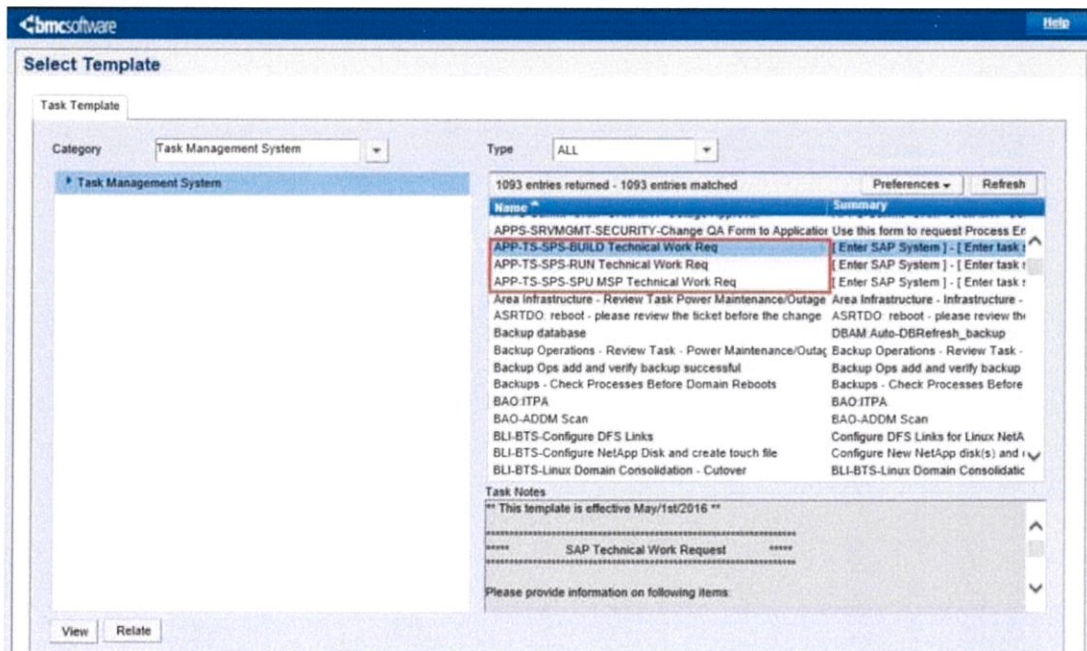 bmcsoftware
Help
Select Template
Task Template
Category
Task Management System
Type
ALL
Task Management System
1093 entries returned - 1093 entries matched
Preferences
Refresh
Name
Summary
APPS-SRVMGMT-SECURITY-Change QA Form to Application Use this form to request Process Er
APP-TS-SPS-BUILD Technical Work Req [ Enter SAP System ] - [ Enter task
APP-TS-SPS-RUN Technical Work Req [ Enter SAP System ] - [ Enter task
APP-TS-SPS-SPU MSP Technical Work Req [ Enter SAP System ] - [ Enter task
Area Infrastructure - Review Task Power Maintenance/Outage Area Infrastructure - Infrastructure -
ASRTDO: reboot - please review the ticket before the change ASRTDO: reboot - please review the
Backup database DBAM:Auto-DBRefresh_backup
Backup Operations - Review Task - Power Maintenance/Outag Backup Operations - Review Task -
Backup Ops add and verify backup successful Backup Ops add and verify backup
Backups - Check Processes Before Domain Reboots Backups - Check Processes Before
BAO:ITPA BAO:ITPA
BAO-ADDM Scan BAO-ADDM Scan
BLI-BTS-Configure DFS Links Configure DFS Links for Linux NetA
BLI-BTS-Configure NetApp Disk and create touch file Configure New NetApp disk(s) and
BLI-BTS-Linux Domain Consolidation - Cutover BLI-BTS-Linux Domain Consolidatic
Task Notes
** This template is effective May/1st/2016 **
***** SAP Technical Work Request *****
Please provide information on following items:
View
Relate